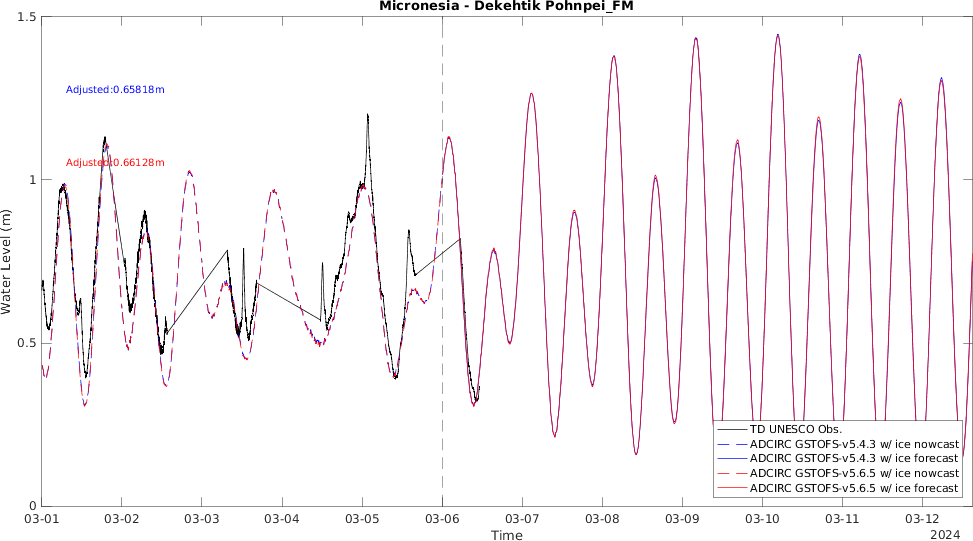 Micronesia - Dekehtik Pohnpei_FM
1.5
Adjusted:0.65818m
Adjusted:0.66128m
1
Water Level (m)
0.5
TD UNESCO Obs.
ADCIRC GSTOFS-v5.4.3 w/ ice nowcast
ADCIRC GSTOFS-v5.4.3 w/ ice forecast
ADCIRC GSTOFS-v5.6.5 w/ ice nowcast
ADCIRC GSTOFS-v5.6.5 w/ ice forecast
0
03-01 03-02 03-03 03-04 03-05 03-06 03-07 03-08 03-09 03-10 03-11 03-12
Time
2024